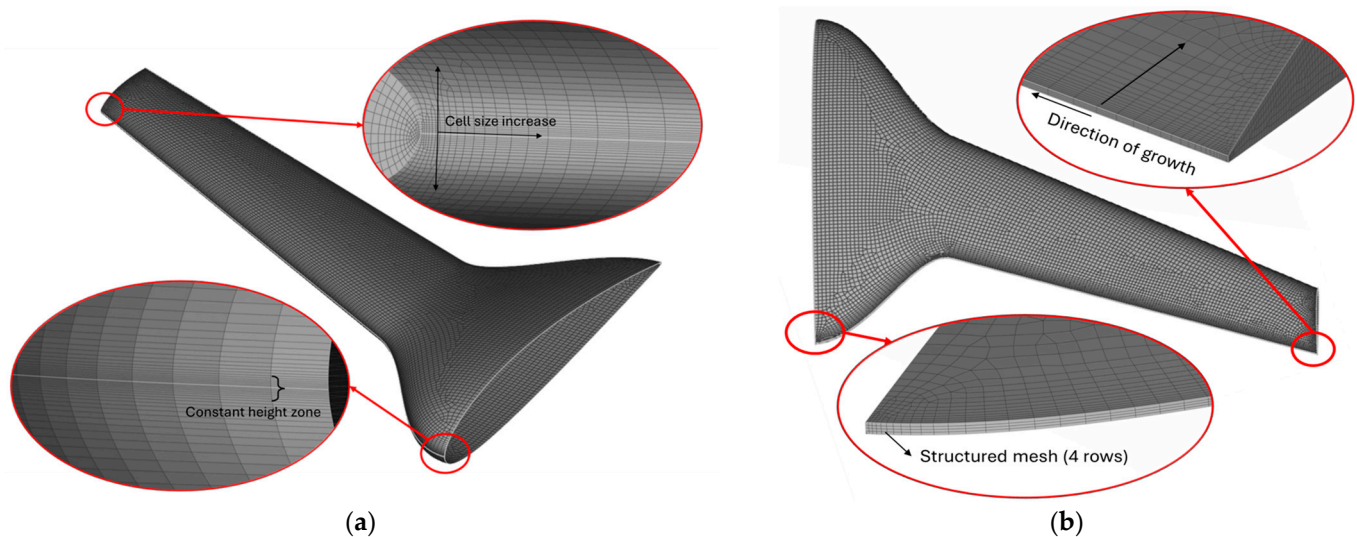 Cell size increase
Constant height zone
(a)
Direction of growth
Structured mesh (4 rows)
(b)